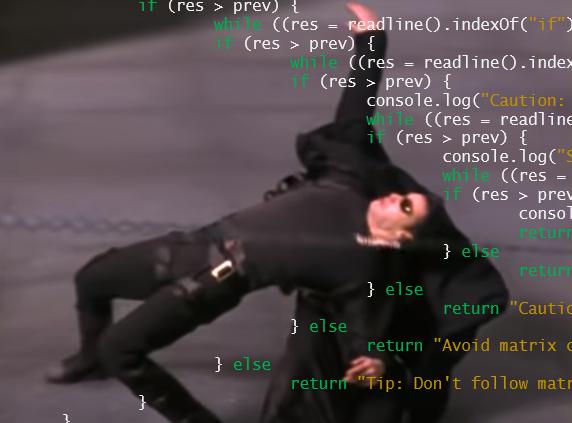 if (res > prev) {
while ((res = readline().indexOf("if")
if (res > prev) {
while ((res = readline().index
if (res > prev) {
console.log("Caution:
while ((res = readline
if (res > prev) {
console.log("S
while ((res =
if (res > prev
consol
return
} else
return
} else
return "Cautio
} else
return "Avoid matrix c
} else
return "Tip: Don't follow matr
}
}